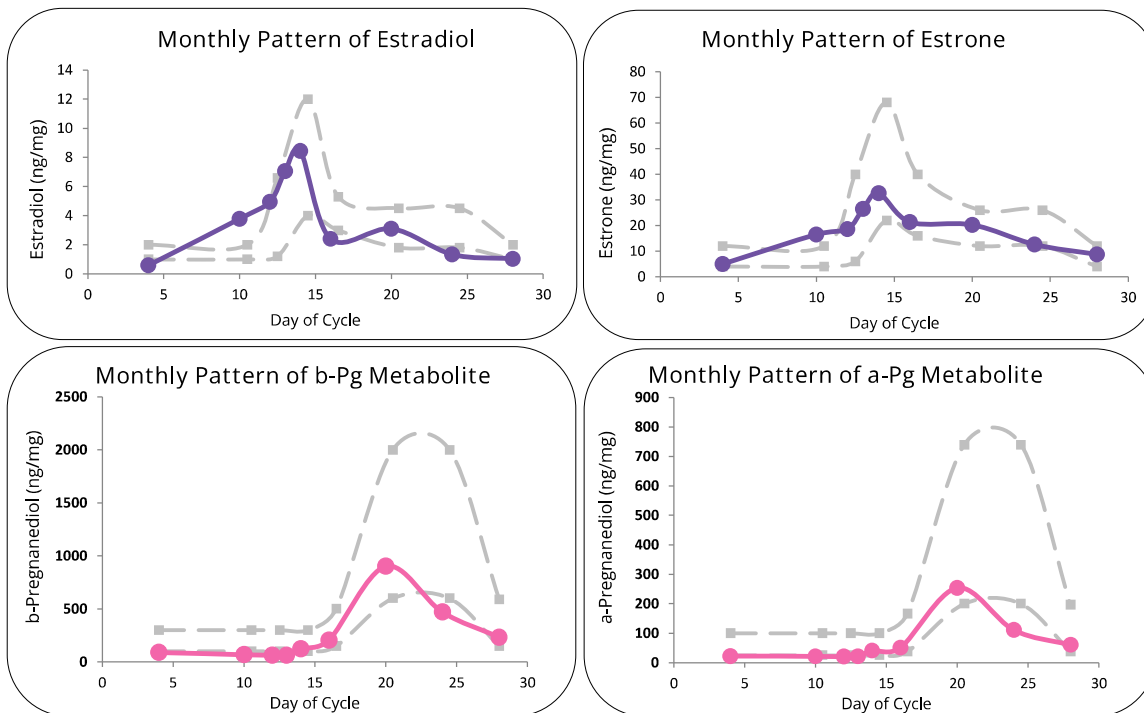 Monthly Pattern of Estradiol
14
12
10
8
6
4
2
0
Estradiol (ng/mg)
0 5 10 15 20 25 30
Day of Cycle
Monthly Pattern of Estrone
80
70
60
50
40
30
20
10
0
Estrone (ng/mg)
0 5 10 15 20 25 30
Day of Cycle
Monthly Pattern of b-Pg Metabolite
2500
2000
1500
1000
500
0
b-Pregnanediol (ng/mg)
0 5 10 15 20 25 30
Day of Cycle
Monthly Pattern of a-Pg Metabolite
900
800
700
600
500
400
300
200
100
0
a-Pregnanediol (ng/mg)
0 5 10 15 20 25 30
Day of Cycle